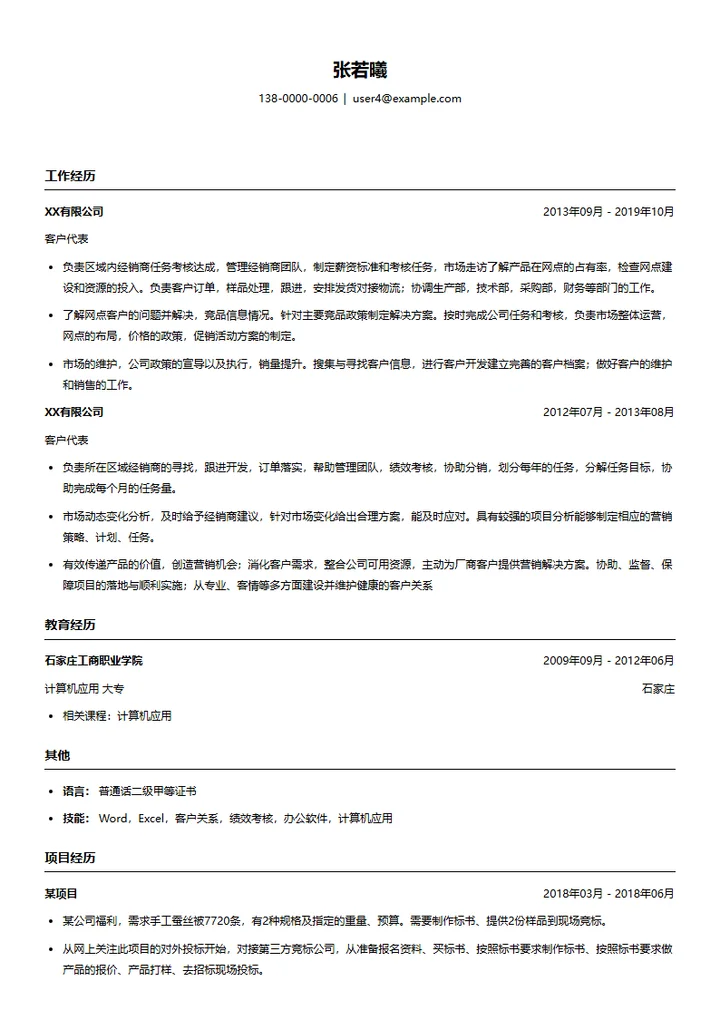 张若曦
138-0000-0006 | user4@example.com
工作经历
XX有限公司 2013年09月 - 2019年10月
客户代表
• 负责区域内经销商任务考核达成，管理经销商团队，制定薪资标准和考核任务，市场走访了解产品在网点的占有率，检查网点建
设和资源的投入。负责客户订单，样品处理，跟进，安排发货对接物流；协调生产部，技术部，采购部，财务等部门的工作。
• 了解网点客户的问题并解决，竞品信息情况。针对主要竞品政策制定解决方案。按时完成公司任务和考核，负责市场整体运营，
网点的布局，价格的政策，促销活动方案的制定。
• 市场的维护，公司政策的宣导以及执行，销量提升。搜集与寻找客户信息，进行客户开发建立完善的客户档案；做好客户的维护
和销售的工作。
XX有限公司 2012年07月 - 2013年08月
客户代表
• 负责所在区域经销商的寻找，跟进开发，订单落实，帮助管理团队，绩效考核，协助分销，划分每年的任务，分解任务目标，协
助完成每个月的任务量。
• 市场动态变化分析，及时给予经销商建议，针对市场变化给出合理方案，能及时应对。具有较强的项目分析能够制定相应的营销
策略、计划、任务。
• 有效传递产品的价值，创造营销机会；消化客户需求，整合公司可用资源，主动为厂商客户提供营销解决方案。协助、监督、保
障项目的落地与顺利实施；从专业、客情等多方面建设并维护健康的客户关系
教育经历
石家庄工商职业学院 2009年09月 - 2012年06月
计算机应用 大专 石家庄
• 相关课程：计算机应用
其他
• 语言： 普通话二级甲等证书
• 技能： Word，Excel，客户关系，绩效考核，办公软件，计算机应用
项目经历
某项目 2018年03月 - 2018年06月
• 某公司福利，需求手工蚕丝被7720条，有2种规格及指定的重量、预算。需要制作标书、提供2份样品到现场竞标。
• 从网上关注此项目的对外投标开始，对接第三方竞标公司，从准备报名资料、买标书、按照标书要求制作标书、按照标书要求做
产品的报价、产品打样、去招标现场投标。